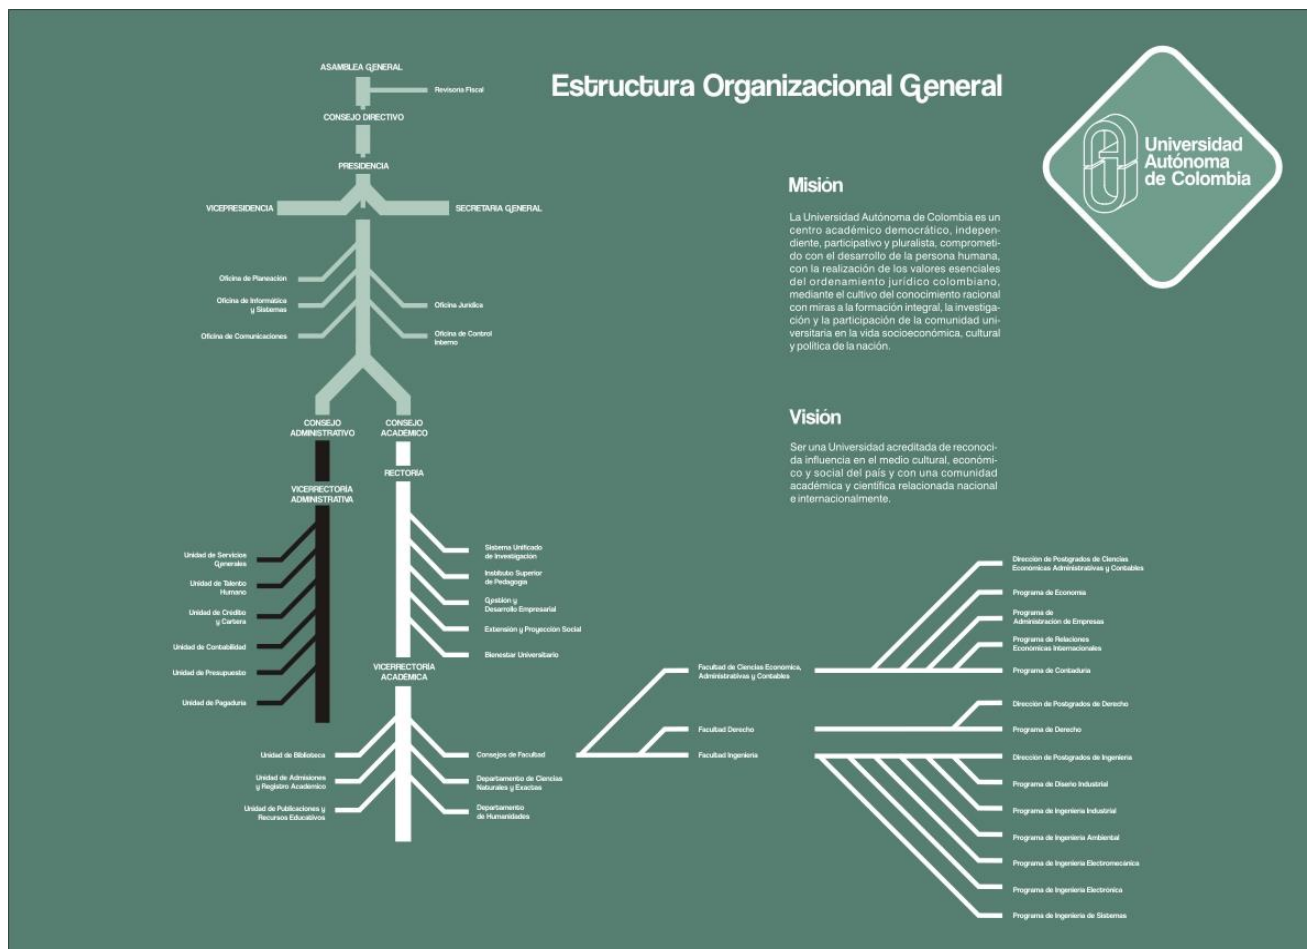 Estructura Organizacional General
Universidad
Autónoma
de Colombia
ASAMBLEA GENERAL
Revisoria Fiscal
CONSEJO DIRECTIVO
PRESIDENCIA
VICEPRESIDENCIA
SECRETARIA GENERAL
Oficina de Planeación
Oficina de Informática
y Sistemas
Oficina Jurídica
Oficina de Comunicaciones
Oficina de Control
Interno
CONSEJO
ADMINISTRATIVO
CONSEJO
ACADÉMICO
RECTORÍA
VICERRECTORÍA
ADMINISTRATIVA
Unidad de Servicios
Generales
Unidad de Talento
Humano
Unidad de Crédito
y Cartera
Unidad de Contabilidad
Unidad de Presupuesto
Unidad de Pagaduría
Sistema Unificado
de Investigación
Instituto Superior
de Pedagogía
Gestión y
Desarrollo Empresarial
Extensión y Proyección Social
Bienestar Universitario
VICERRECTORÍA
ACADÉMICA
Unidad de Biblioteca
Unidad de Admisiones
y Registro Académico
Unidad de Publicaciones y
Recursos Educativos
Consejos de Facultad
Departamento de Ciencias
Naturales y Exactas
Departamento
de Humanidades
Facultad de Ciencias Económica,
Administrativas y Contables
Facultad Derecho
Facultad Ingeniería
Dirección de Postgrados de Ciencias
Económicas Administrativas y Contables
Programa de Economía
Programa de
Administración de Empresas
Programa de Relaciones
Económicas Internacionales
Programa de Contaduría
Dirección de Postgrados de Derecho
Programa de Derecho
Dirección de Postgrados de Ingeniería
Programa de Diseño Industrial
Programa de Ingeniería Industrial
Programa de Ingeniería Ambiental
Programa de Ingeniería Electromecánica
Programa de Ingeniería Electrónica
Programa de Ingeniería de Sistemas
Misión
La Universidad Autónoma de Colombia es un
centro académico democrático, indepen-
diente, participativo y pluralista, comprometi-
do con el desarrollo de la persona humana,
con la realización de los valores esenciales
del ordenamiento jurídico colombiano,
mediante el cultivo del conocimiento racional
con miras a la formación integral, la investiga-
ción y la participación de la comunidad uni-
versitaria en la vida socioeconómica, cultural
y política de la nación.
Visión
Ser una Universidad acreditada de reconoci-
da influencia en el medio cultural, económi-
co y social del país y con una comunidad
académica y científica relacionada nacional
e internacionalmente.